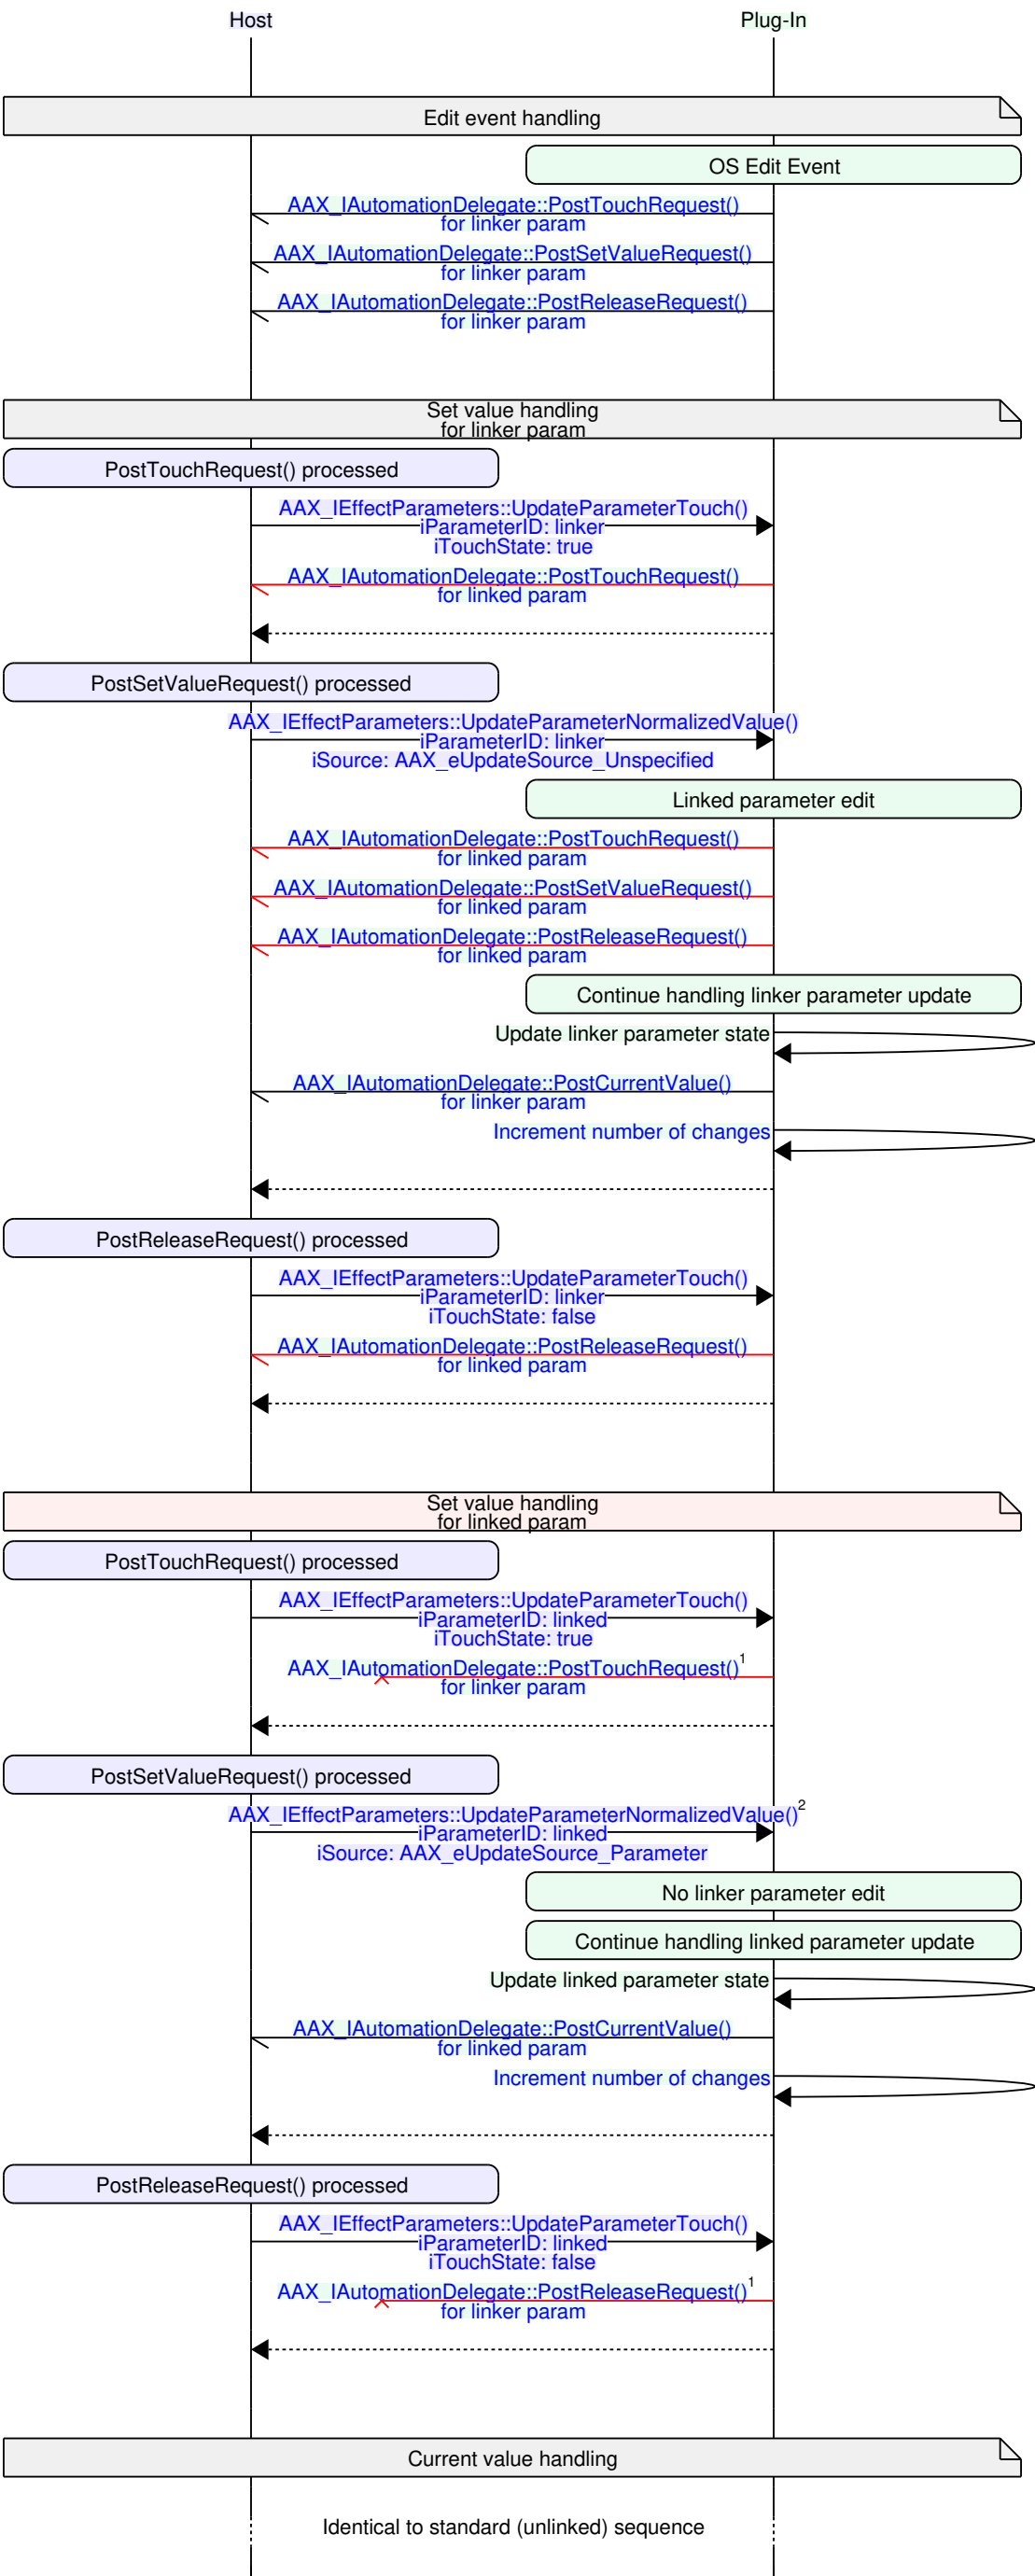 Host
Plug-In
Edit event handling
OS Edit Event
AAX_IAutomationDelegate::PostTouchRequest()
for linker param
AAX_IAutomationDelegate::PostSetValueRequest()
for linker param
AAX_IAutomationDelegate::PostReleaseRequest()
for linker param
Set value handling
for linker param
PostTouchRequest() processed
AAX_IEffectParameters::UpdateParameterTouch()
iParameterID: linker
iTouchState: true
AAX_IAutomationDelegate::PostTouchRequest()
for linked param
PostSetValueRequest() processed
AAX_IEffectParameters::UpdateParameterNormalizedValue()
iParameterID: linker
iSource: AAX_eUpdateSource_Unspecified
Linked parameter edit
AAX_IAutomationDelegate::PostTouchRequest()
for linked param
AAX_IAutomationDelegate::PostSetValueRequest()
for linked param
AAX_IAutomationDelegate::PostReleaseRequest()
for linked param
Continue handling linker parameter update
Update linker parameter state
AAX_IAutomationDelegate::PostCurrentValue()
for linker param
Increment number of changes
PostReleaseRequest() processed
AAX_IEffectParameters::UpdateParameterTouch()
iParameterID: linker
iTouchState: false
AAX_IAutomationDelegate::PostReleaseRequest()
for linked param
Set value handling
for linked param
PostTouchRequest() processed
AAX_IEffectParameters::UpdateParameterTouch()
iParameterID: linked
iTouchState: true
AAX_IAutomationDelegate::PostTouchRequest()1
for linker param
PostSetValueRequest() processed
AAX_IEffectParameters::UpdateParameterNormalizedValue()2
iParameterID: linked
iSource: AAX_eUpdateSource_Parameter
No linker parameter edit
Continue handling linked parameter update
Update linked parameter state
AAX_IAutomationDelegate::PostCurrentValue()
for linked param
Increment number of changes
PostReleaseRequest() processed
AAX_IEffectParameters::UpdateParameterTouch()
iParameterID: linked
iTouchState: false
AAX_IAutomationDelegate::PostReleaseRequest()1
for linker param
Current value handling
Identical to standard (unlinked) sequence